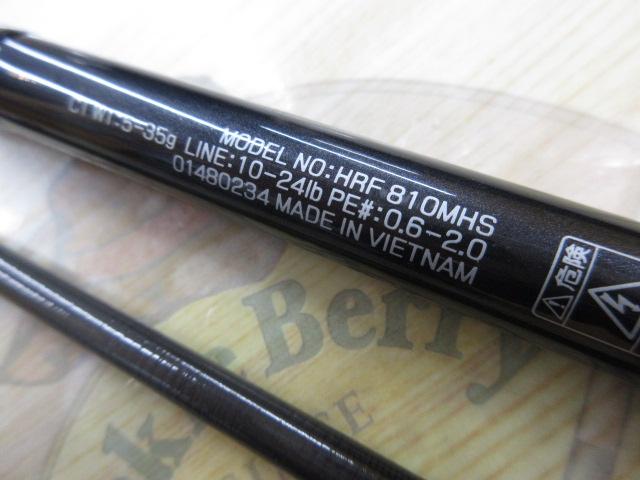 MODEL NO:HRF 810MHS
CT WT:5-35g LINE:10-24lb PE#:0.6-2.0
01480234 MADE IN VIETNAM
危険
Berry